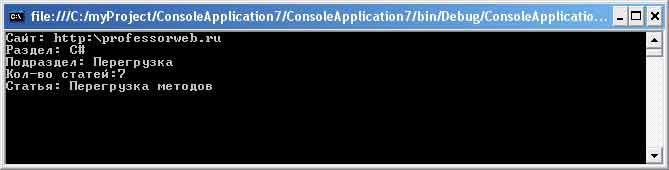 file:///C:/myProject/ConsoleApplication7/ConsoleApplication7/bin/Debug/ConsoleApplicatio...
Сайт: http:\professorweb.ru
Раздел: C#
Подраздел: Перегрузка
Кол-во статей:7
Статья: Перегрузка методов